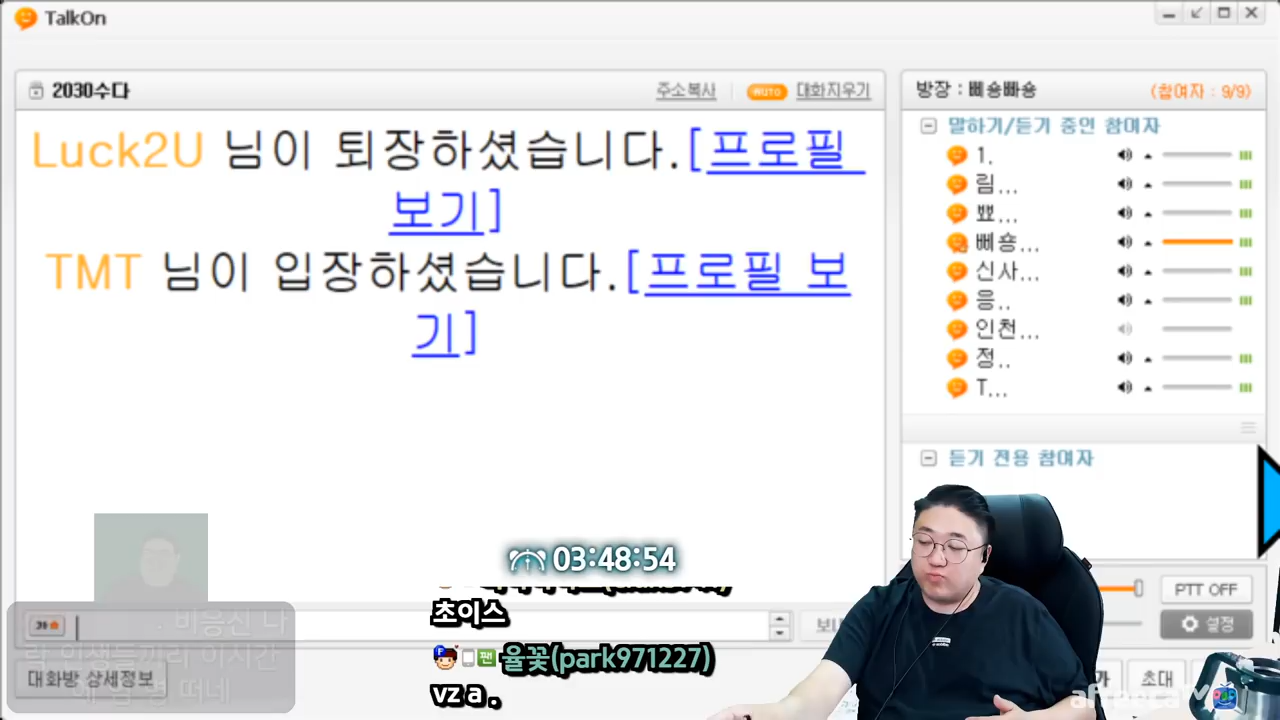 TalkOn
2030수다
주소복사
AUTO
대화지우기
Luck2U 님이 퇴장하셨습니다.[프로필
보기]
TMT 님이 입장하셨습니다.[프로필 보
기]
방장 : 삐숑빠숑
(참여자 : 9/9)
말하기/듣기 중인 참여자
1.
림...
뾰...
삐숑...
신사...
응..
인천...
정..
T...
듣기 전용 참여자
03:48:54
초이스
율꽃(park971227)
vz a .
대화방 상세정보
PTT OFF
설정
초대